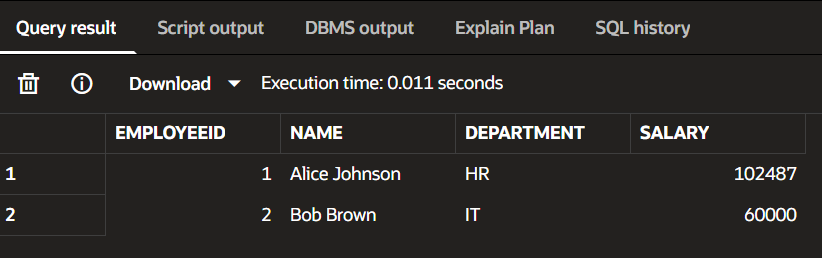 Query result Script output DBMS output Explain Plan SQL history
Download Execution time: 0.011 seconds
EMPLOYEEID NAME DEPARTMENT SALARY
1 1 Alice Johnson HR 102487
2 2 Bob Brown IT 60000